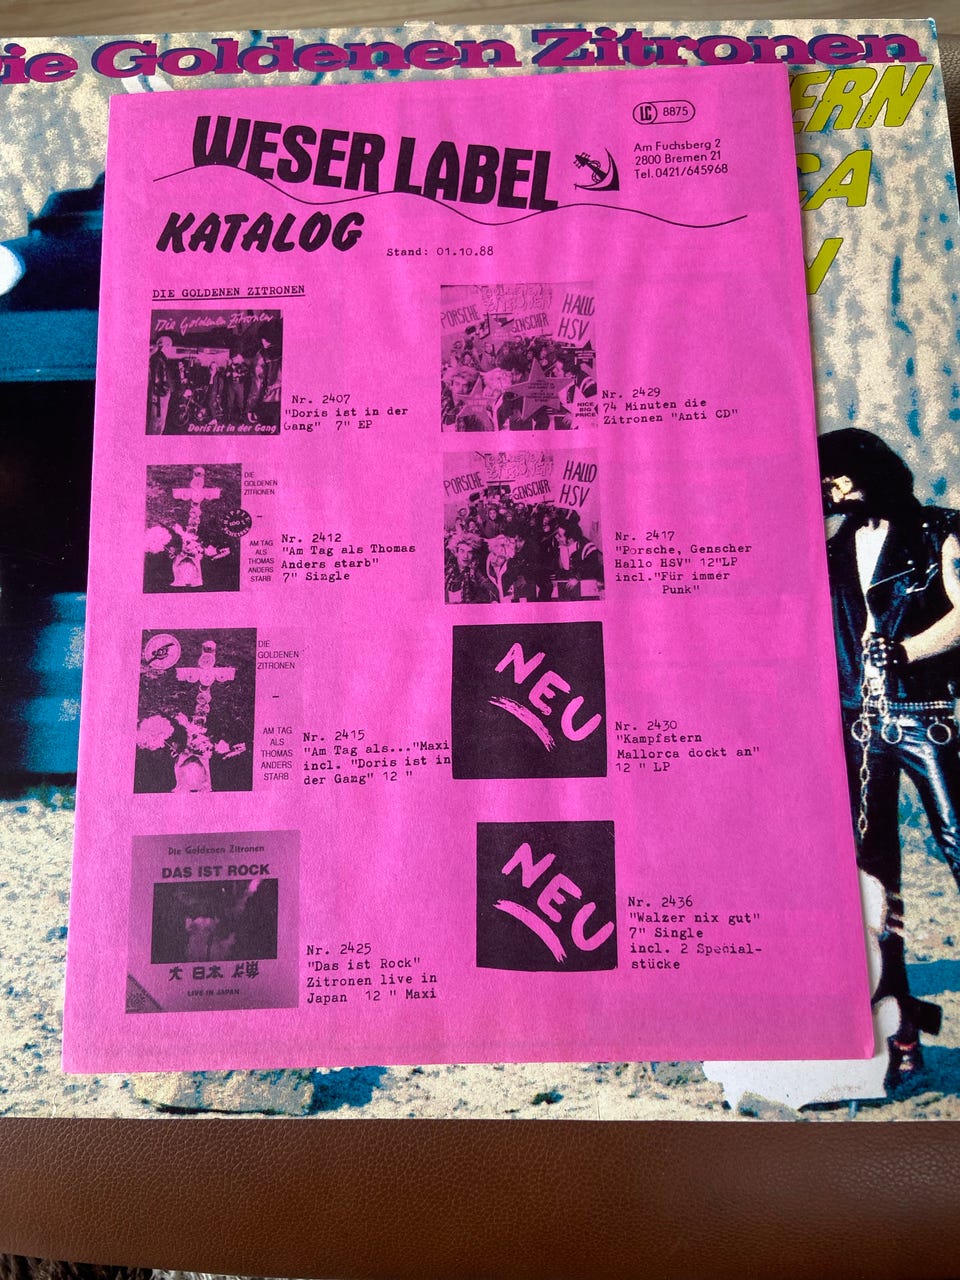 ie Goldenen Zitronen
ERN
CA
N
LC 8875
WESER LABEL
Am Fuchsberg 2
2800 Bremen 21
Tel. 0421/645968
KATALOG
Stand: 01.10.88
DIE GOLDENEN ZITRONEN
Die Goldenen Zitronen
Doris ist in der Gang
Nr. 2407
"Doris ist in der
Gang" 7" EP
DIE
GOLDENEN
ZITRONEN
AM TAG
ALS
THOMAS
ANDERS
STARB
Nr. 2412
"Am Tag als Thomas
Anders starb"
7" Single
DIE
GOLDENEN
ZITRONEN
AM TAG
ALS
THOMAS
ANDERS
STARB
Nr. 2415
"Am Tag als..."Maxi
incl. "Doris ist in
der Gang" 12 "
Die Goldenen Zitronen
DAS IST ROCK
LIVE IN JAPAN
Nr. 2425
"Das ist Rock"
Zitronen live in
Japan 12 " Maxi
GOLDENEN
ZITRONEN
PORSCHE
GENSCHER
HALLO
HSV
NICE
BIG
PRICE
Nr. 2429
74 Minuten die
Zitronen "Anti CD"
GOLDENEN
ZITRONEN
PORSCHE
GENSCHER
HALLO
HSV
Nr. 2417
"Porsche, Genscher
Hallo HSV" 12"LP
incl."Für immer
Punk"
NEU
Nr. 2430
"Kampfstern
Mallorca dockt an"
12 " LP
NEU
Nr. 2436
"Walzer nix gut"
7" Single
incl. 2 Special-
stücke